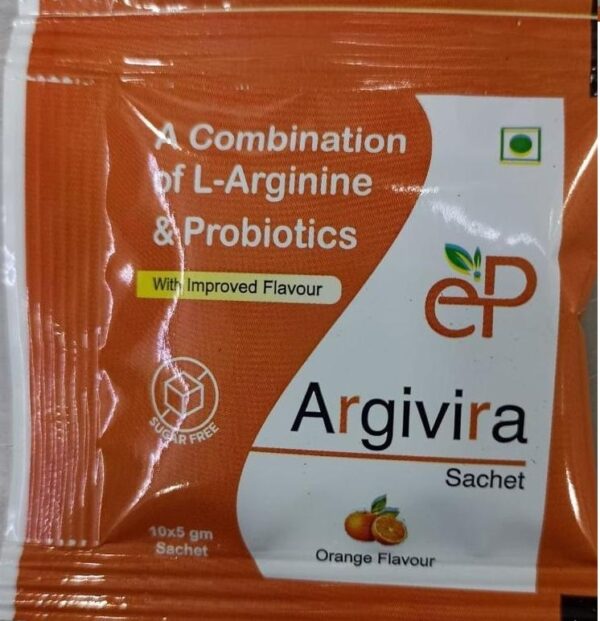 A Combination
of L-Arginine
& Probiotics
With Improved Flavour
SUGAR FREE
10x5 gm
Sachet
eP
Argivira
Sachet
Orange Flavour